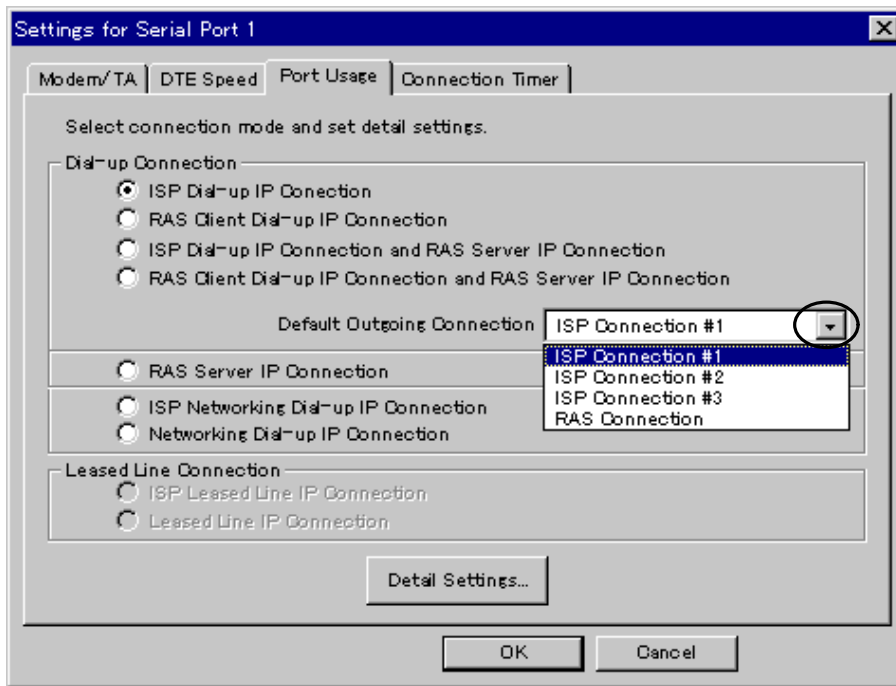 Settings for Serial Port 1
Modem/TA DTE Speed Port Usage Connection Timer
Select connection mode and set detail settings.
Dial-up Connection
ISP Dial-up IP Conection
RAS Client Dial-up IP Connection
ISP Dial-up IP Connection and RAS Server IP Connection
RAS Client Dial-up IP Connection and RAS Server IP Connection
Default Outgoing Connection ISP Connection #1
ISP Connection #1
ISP Connection #2
ISP Connection #3
RAS Connection
RAS Server IP Connection
ISP Networking Dial-up IP Connection
Networking Dial-up IP Connection
Leased Line Connection
ISP Leased Line IP Connection
Leased Line IP Connection
Detail Settings...
OK Cancel